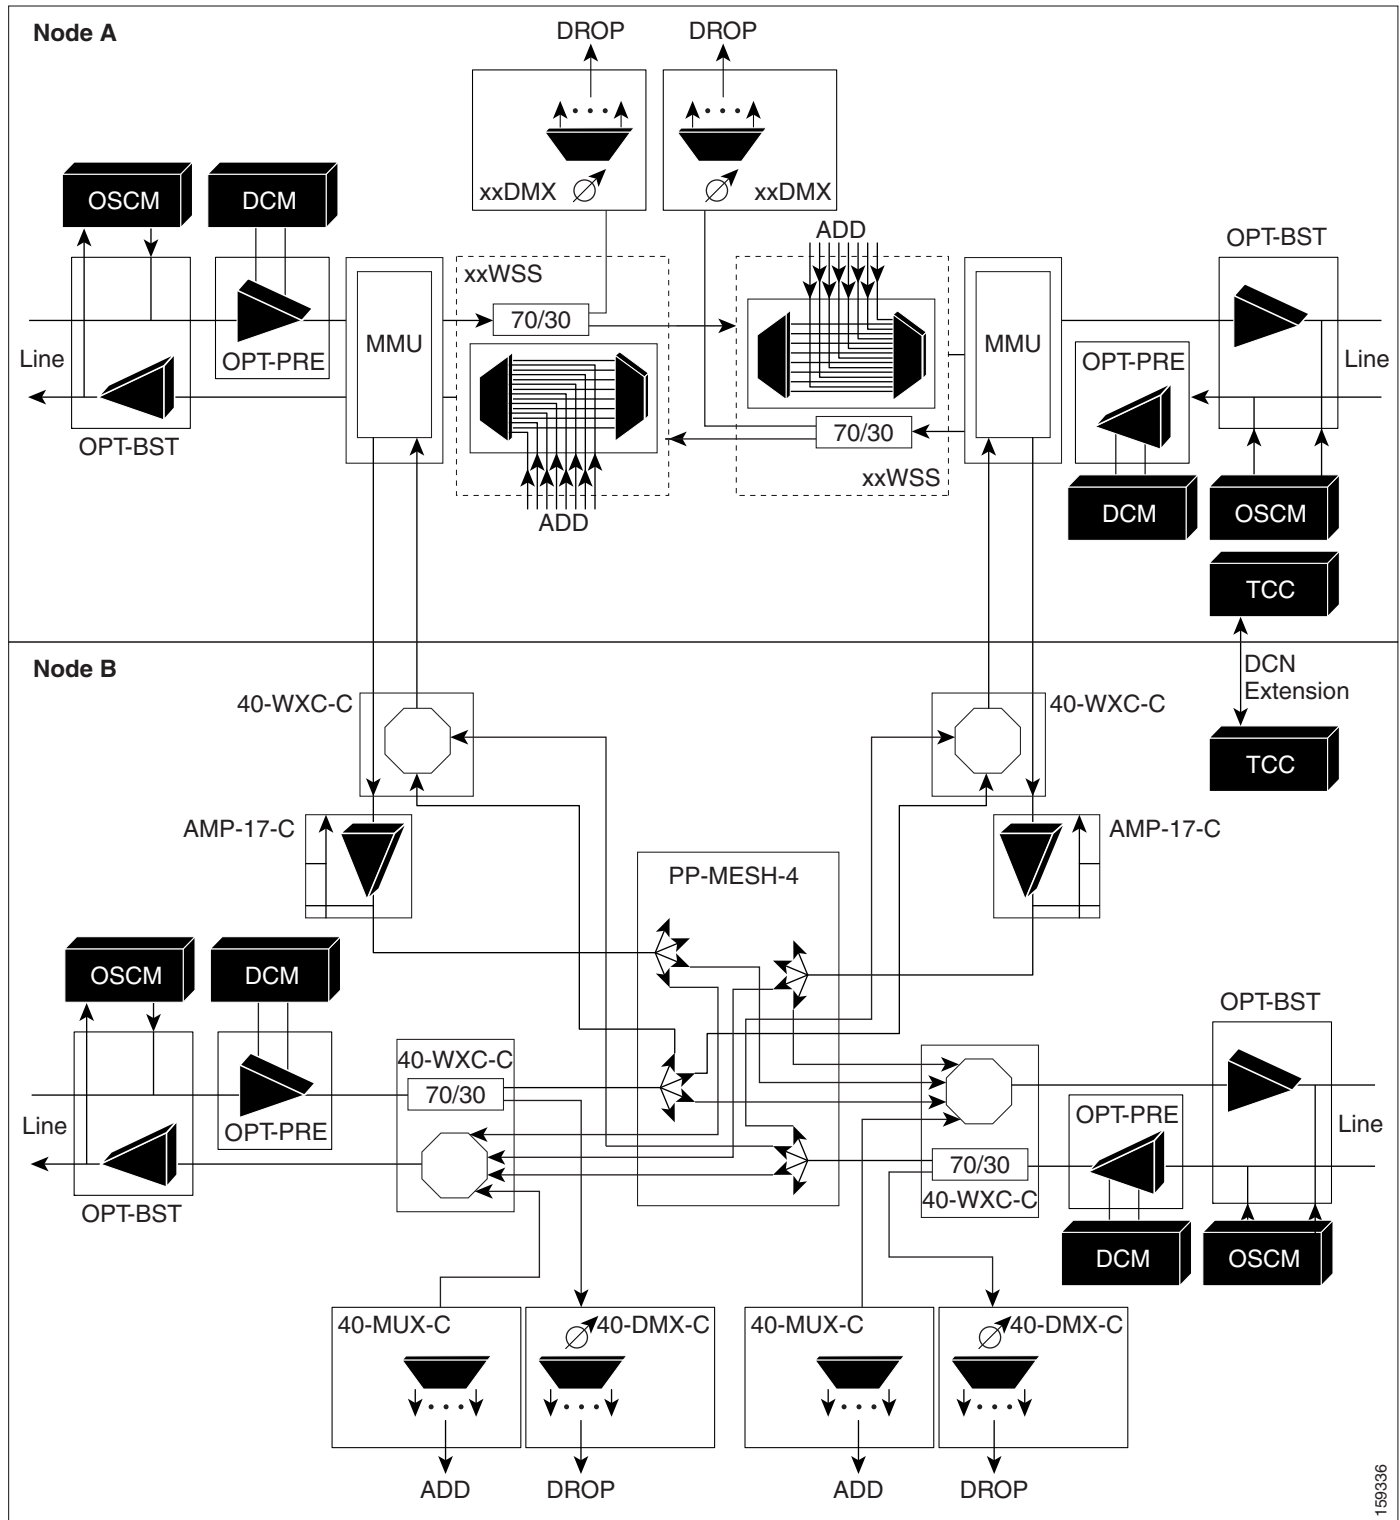 Node A
DROP
DROP
xxDMX
xxDMX
OSCM
DCM
ADD
OPT-BST
xxWSS
70/30
MMU
MMU
OPT-PRE
OPT-PRE
Line
Line
OPT-BST
70/30
xxWSS
ADD
DCM
OSCM
TCC
Node B
DCN
Extension
40-WXC-C
40-WXC-C
TCC
AMP-17-C
AMP-17-C
PP-MESH-4
OSCM
DCM
OPT-BST
40-WXC-C
70/30
OPT-PRE
OPT-PRE
Line
Line
70/30
40-WXC-C
OPT-BST
DCM
OSCM
40-MUX-C
40-DMX-C
40-MUX-C
40-DMX-C
ADD
DROP
ADD
DROP
159336